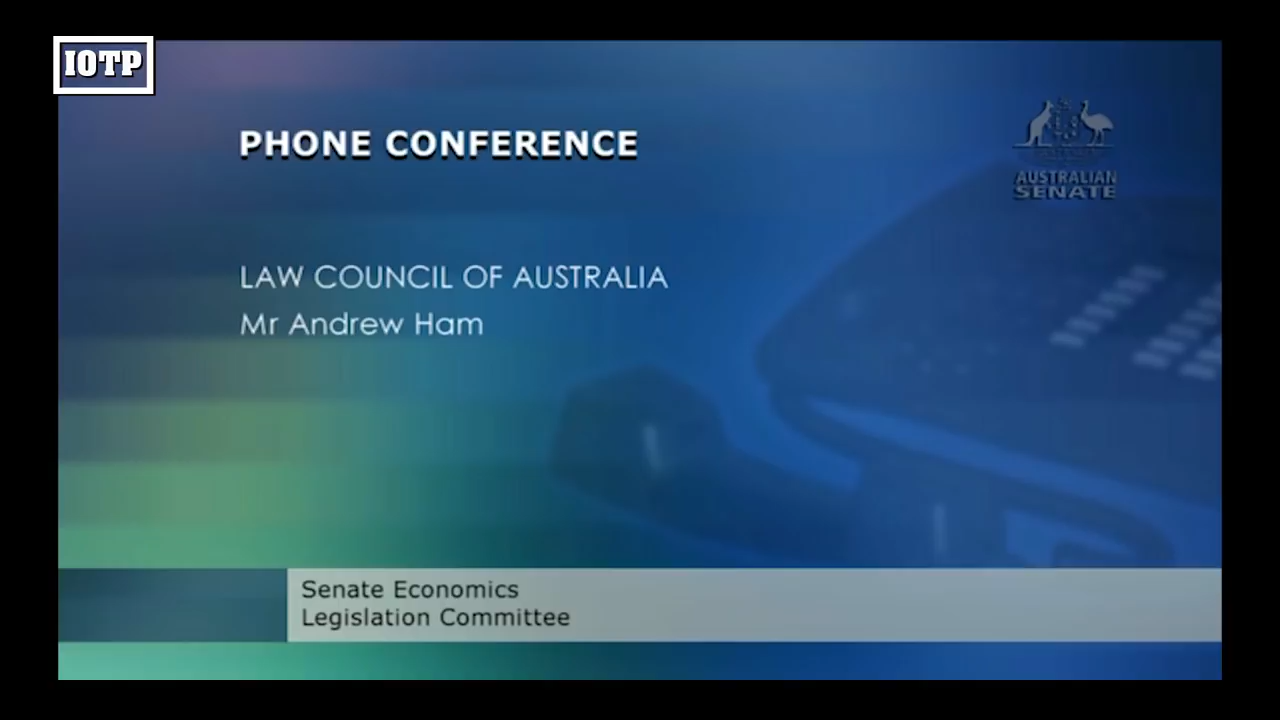 IOTP
PHONE CONFERENCE
AUSTRALIAN
SENATE
LAW COUNCIL OF AUSTRALIA
Mr Andrew Ham
Senate Economics
Legislation Committee